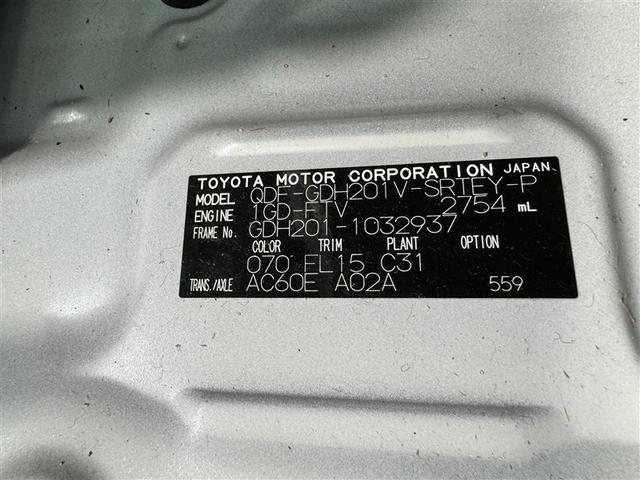 TOYOTA MOTOR CORPORATION JAPAN
MODEL QDF-GDH201V-SRTEY-P
ENGINE 1GD-FTV 2754 mL
FRAME No. GDH201-1032937
COLOR TRIM PLANT OPTION
070 FL15 C31
TRANS./AXLE AC60E A02A 559